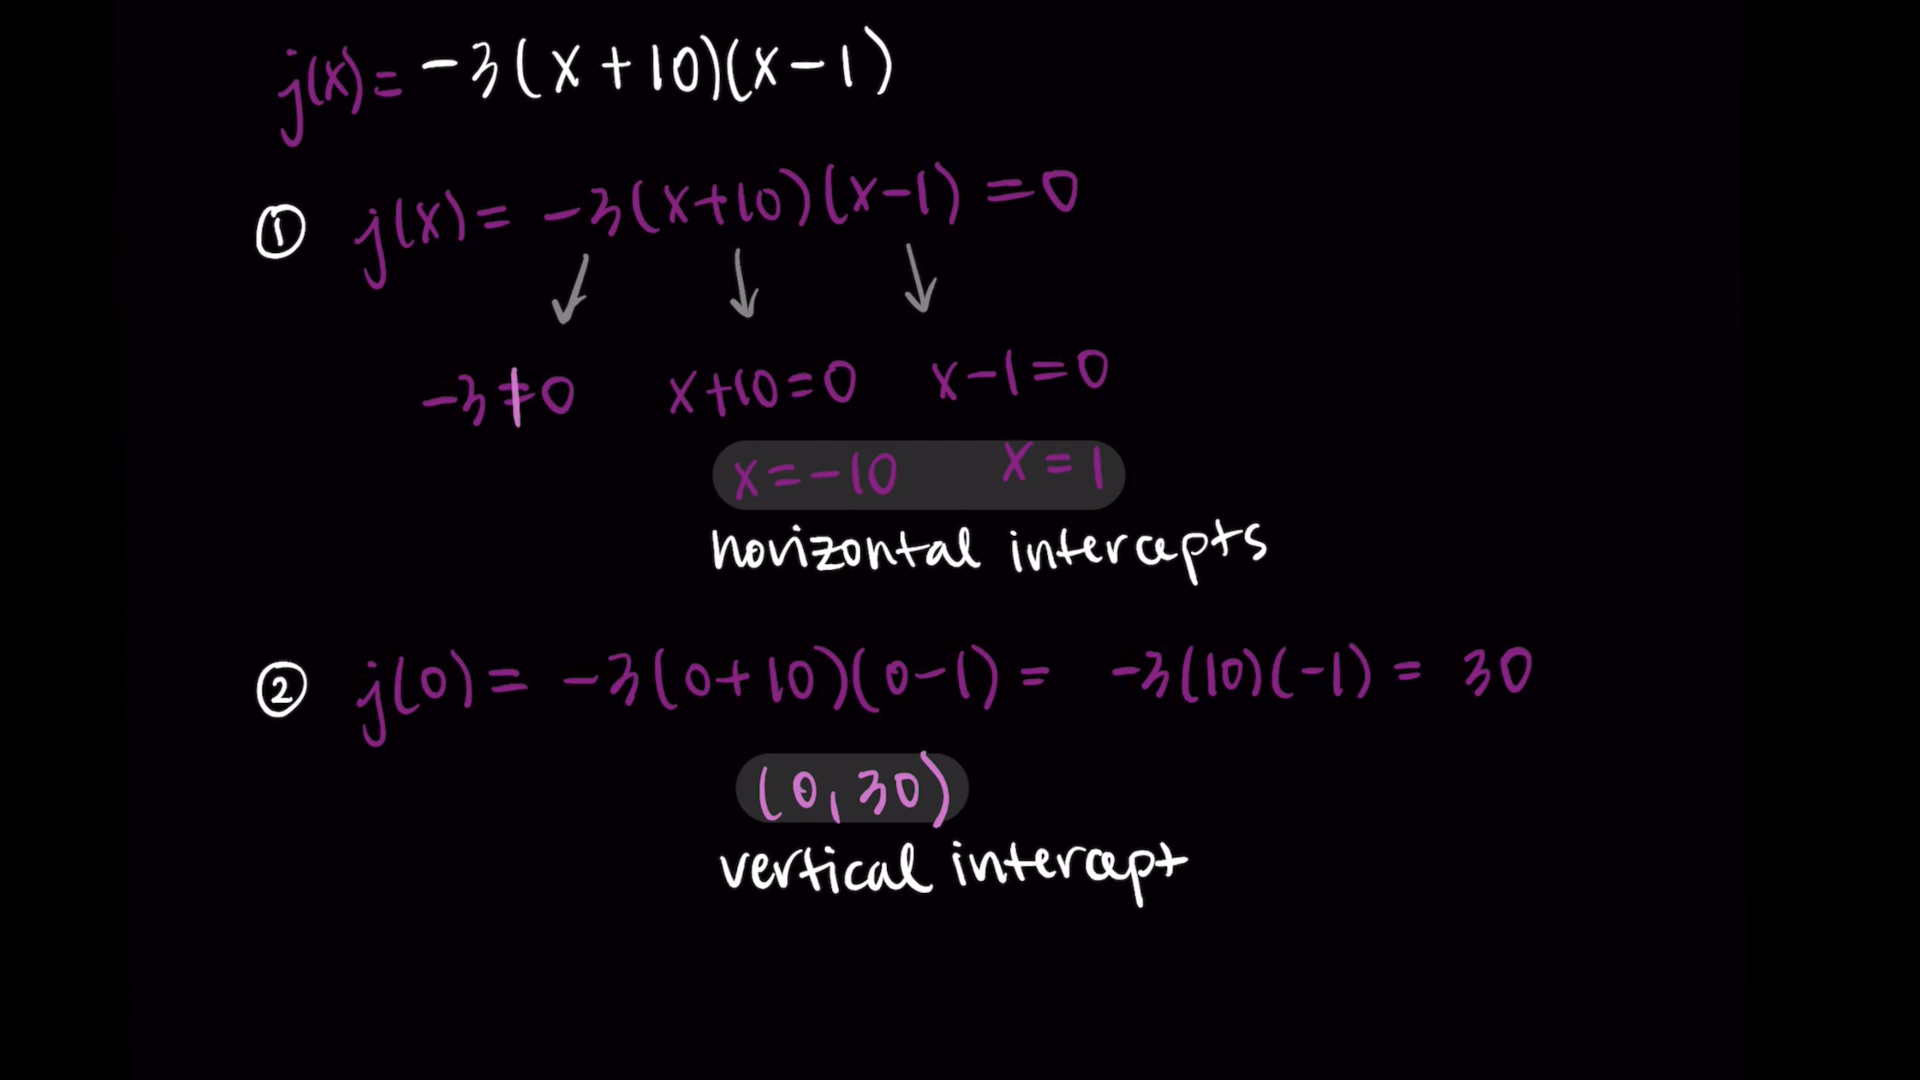 j(x) = -3(x+10)(x-1)
① j(x) = -3(x+10)(x-1) = 0
-3≠0 x+10=0 x-1=0
x=-10 x=1
horizontal intercepts
② j(0) = -3(0+10)(0-1) = -3(10)(-1) = 30
(0,30)
vertical intercept